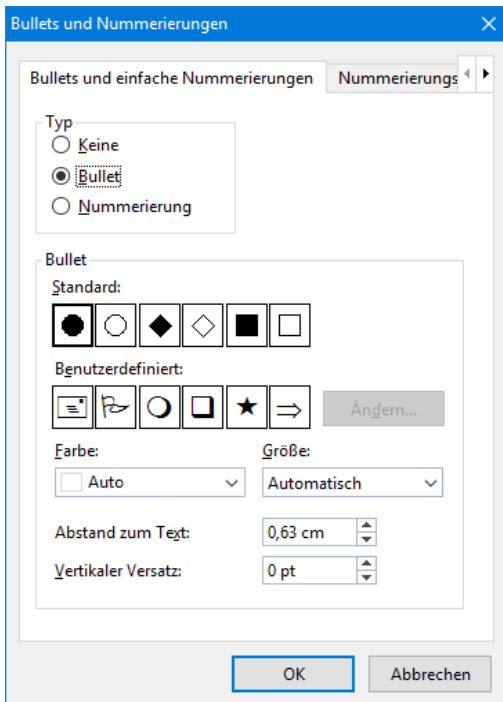 Bullets und Nummerierungen
Bullets und einfache Nummerierungen Nummerierungs
Typ
Keine
Bullet
Nummerierung
Bullet
Standard:
Benutzerdefiniert:
Ändern...
Farbe: Größe:
Auto Automatisch
Abstand zum Text: 0,63 cm
Vertikaler Versatz: 0 pt
OK Abbrechen